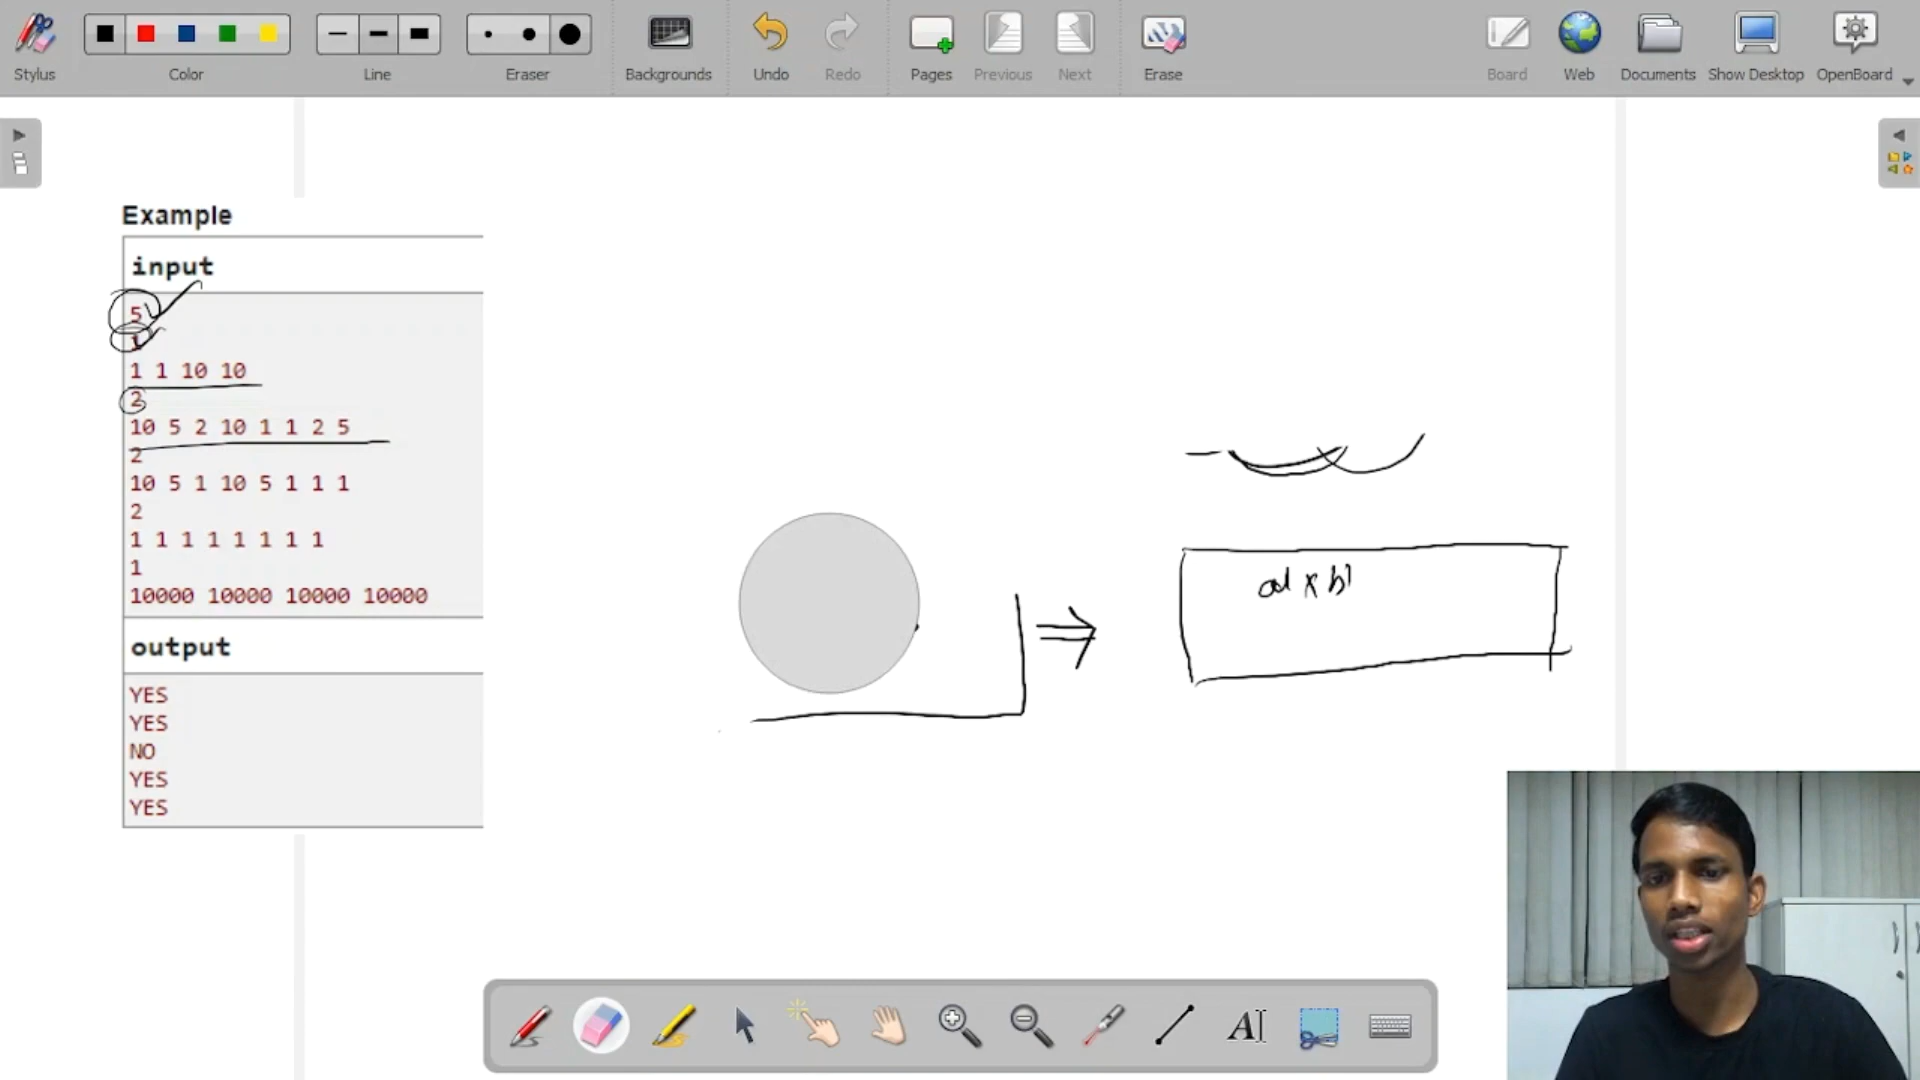 Stylus Color Line Eraser Backgrounds Undo Redo Pages Previous Next Erase Board Web Documents Show Desktop OpenBoard
Example
input
5
1
1 1 10 10
2
10 5 2 10 1 1 2 5
2
10 5 1 10 5 1 1 1
2
1 1 1 1 1 1 1 1
1
10000 10000 10000 10000
output
YES
YES
NO
YES
YES